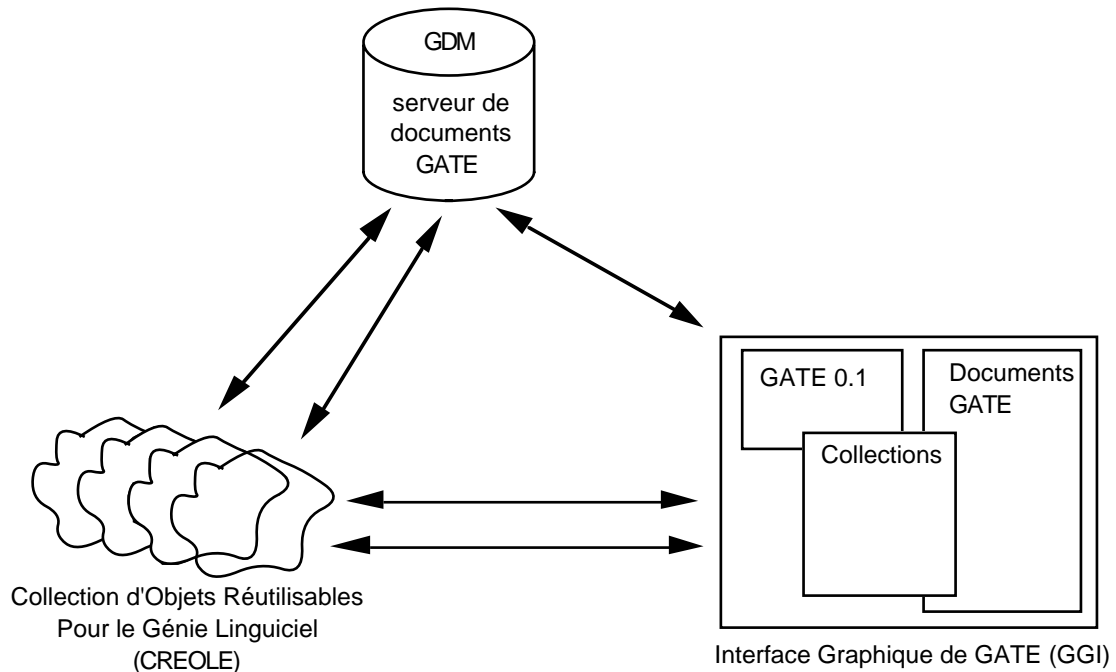 GDM
serveur de
documents
GATE
GATE 0.1
Documents
GATE
Collections
Collection d'Objets Réutilisables
Pour le Génie Linguiciel
(CREOLE)
Interface Graphique de GATE (GGI)